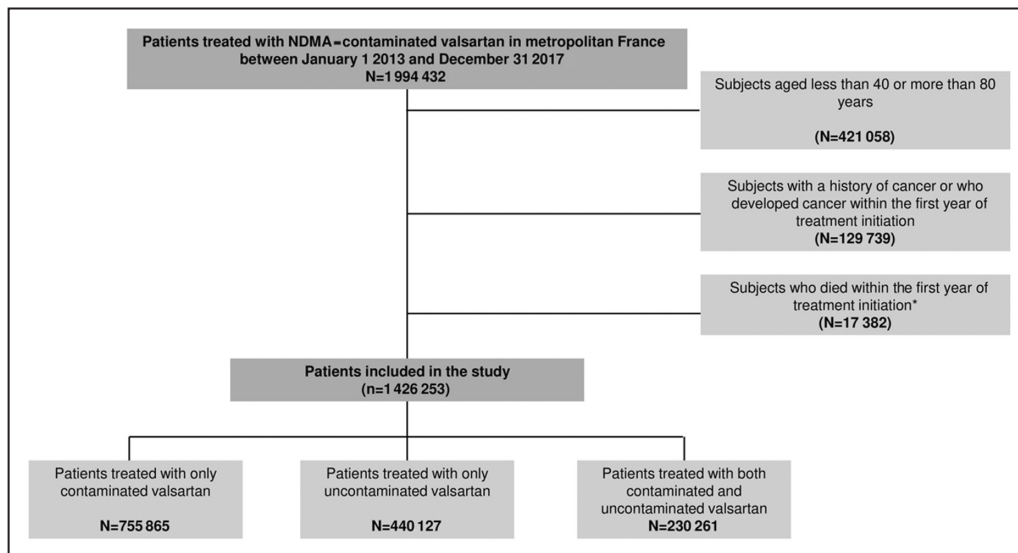 Patients treated with NDMA-contaminated valsartan in metropolitan France
between January 1 2013 and December 31 2017
N=1 994 432
Subjects aged less than 40 or more than 80
years
(N=421 058)
Subjects with a history of cancer or who
developed cancer within the first year of
treatment initiation
(N=129 739)
Subjects who died within the first year of
treatment initiation*
(N=17 382)
Patients included in the study
(n=1 426 253)
Patients treated with only
contaminated valsartan
N=755 865
Patients treated with only
uncontaminated valsartan
N=440 127
Patients treated with both
contaminated and
uncontaminated valsartan
N=230 261